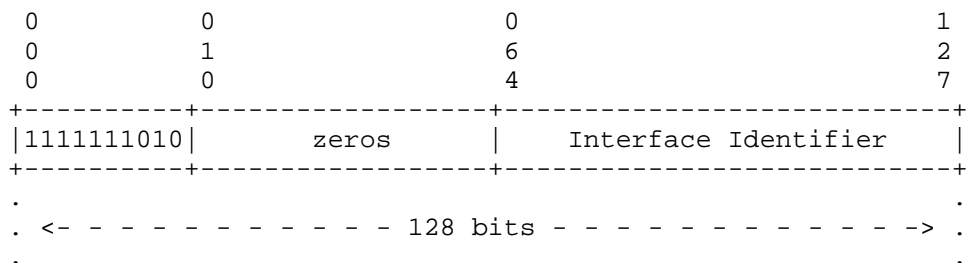 0          0                  0                          1
0          1                  6                          2
0          0                  4                          7
+----------+------------------+----------------------------+
|1111111010|      zeros       |    Interface Identifier    |
+----------+------------------+----------------------------+
.                                                          .
. <- - - - - - - - - - - 128 bits - - - - - - - - - - - -> .
.                                                          .